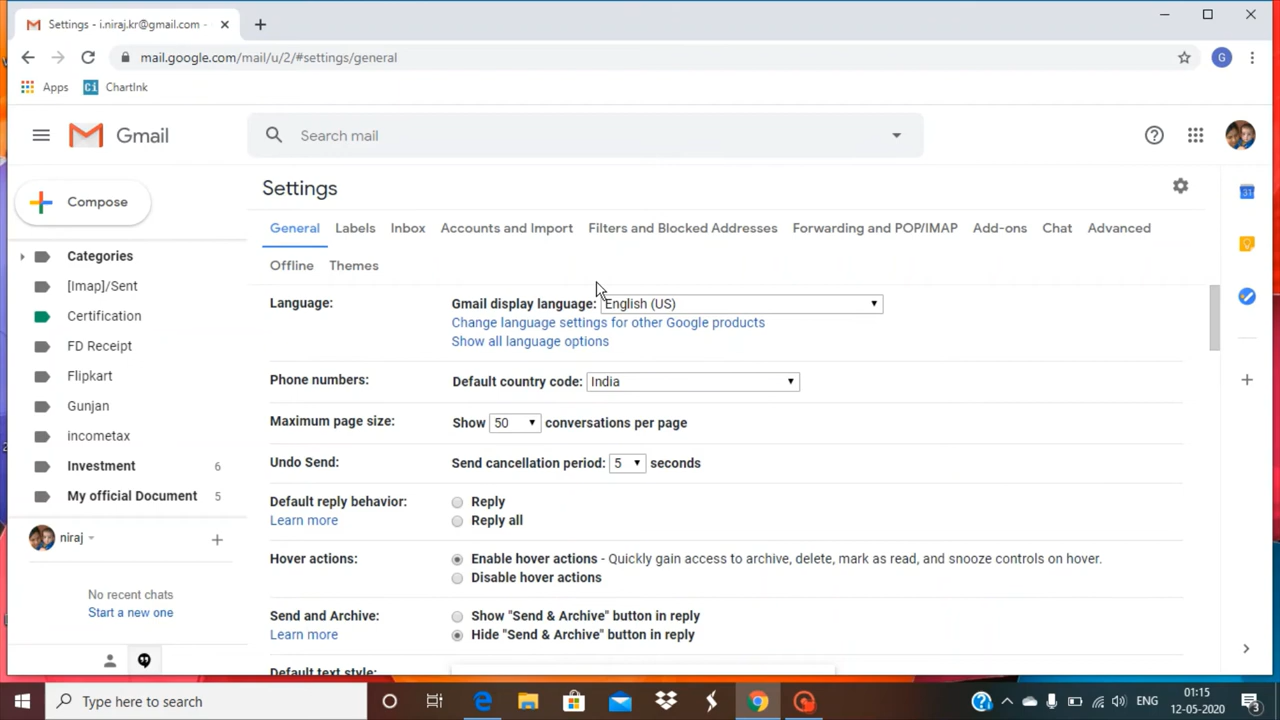 Settings - i.niraj.kr@gmail.com -
mail.google.com/mail/u/2/#settings/general
G
Apps
Ci ChartInk
Gmail
Search mail
Compose
Settings
General Labels Inbox Accounts and Import Filters and Blocked Addresses Forwarding and POP/IMAP Add-ons Chat Advanced
Offline Themes
Categories
[Imap]/Sent
Certification
FD Receipt
Flipkart
Gunjan
incometax
Investment 6
My official Document 5
niraj
No recent chats
Start a new one
Language: Gmail display language: English (US)
Change language settings for other Google products
Show all language options
Phone numbers: Default country code: India
Maximum page size: Show 50 conversations per page
Undo Send: Send cancellation period: 5 seconds
Default reply behavior: Reply
Learn more Reply all
Hover actions: Enable hover actions - Quickly gain access to archive, delete, mark as read, and snooze controls on hover.
Disable hover actions
Send and Archive: Show "Send & Archive" button in reply
Learn more Hide "Send & Archive" button in reply
Default text style:
31
Type here to search
ENG
01:15
12-05-2020
3